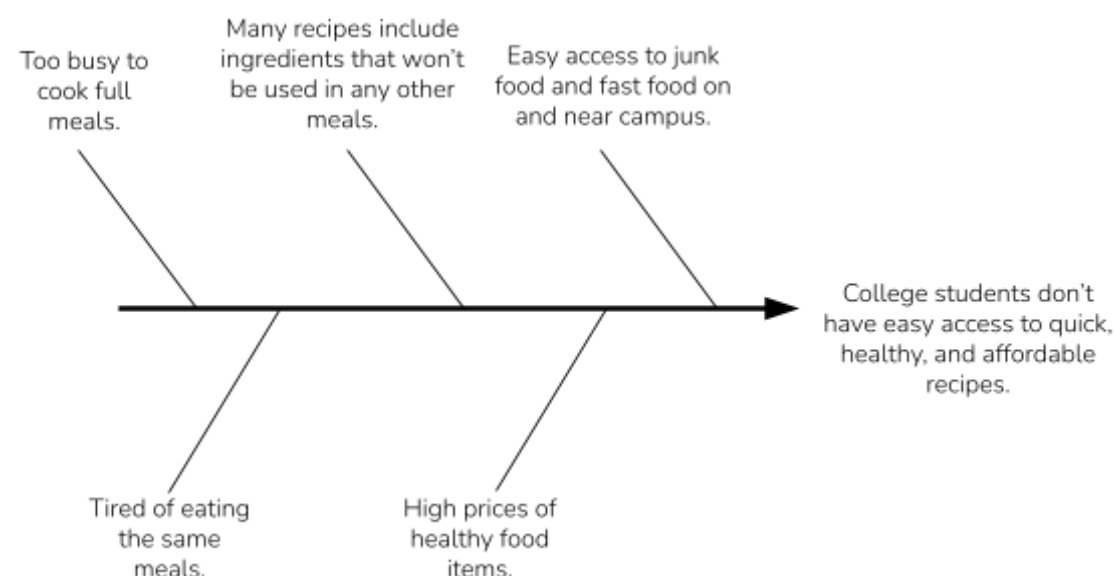 Too busy to
cook full
meals.
Many recipes include
ingredients that won't
be used in any other
meals.
Easy access to junk
food and fast food on
and near campus.
College students don't
have easy access to quick,
healthy, and affordable
recipes.
Tired of eating
the same
meals.
High prices of
healthy food
items.